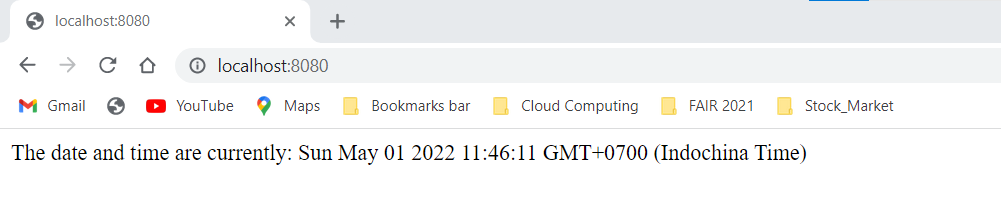 localhost:8080
localhost:8080
Gmail YouTube Maps Bookmarks bar Cloud Computing FAIR 2021 Stock_Market
The date and time are currently: Sun May 01 2022 11:46:11 GMT+0700 (Indochina Time)